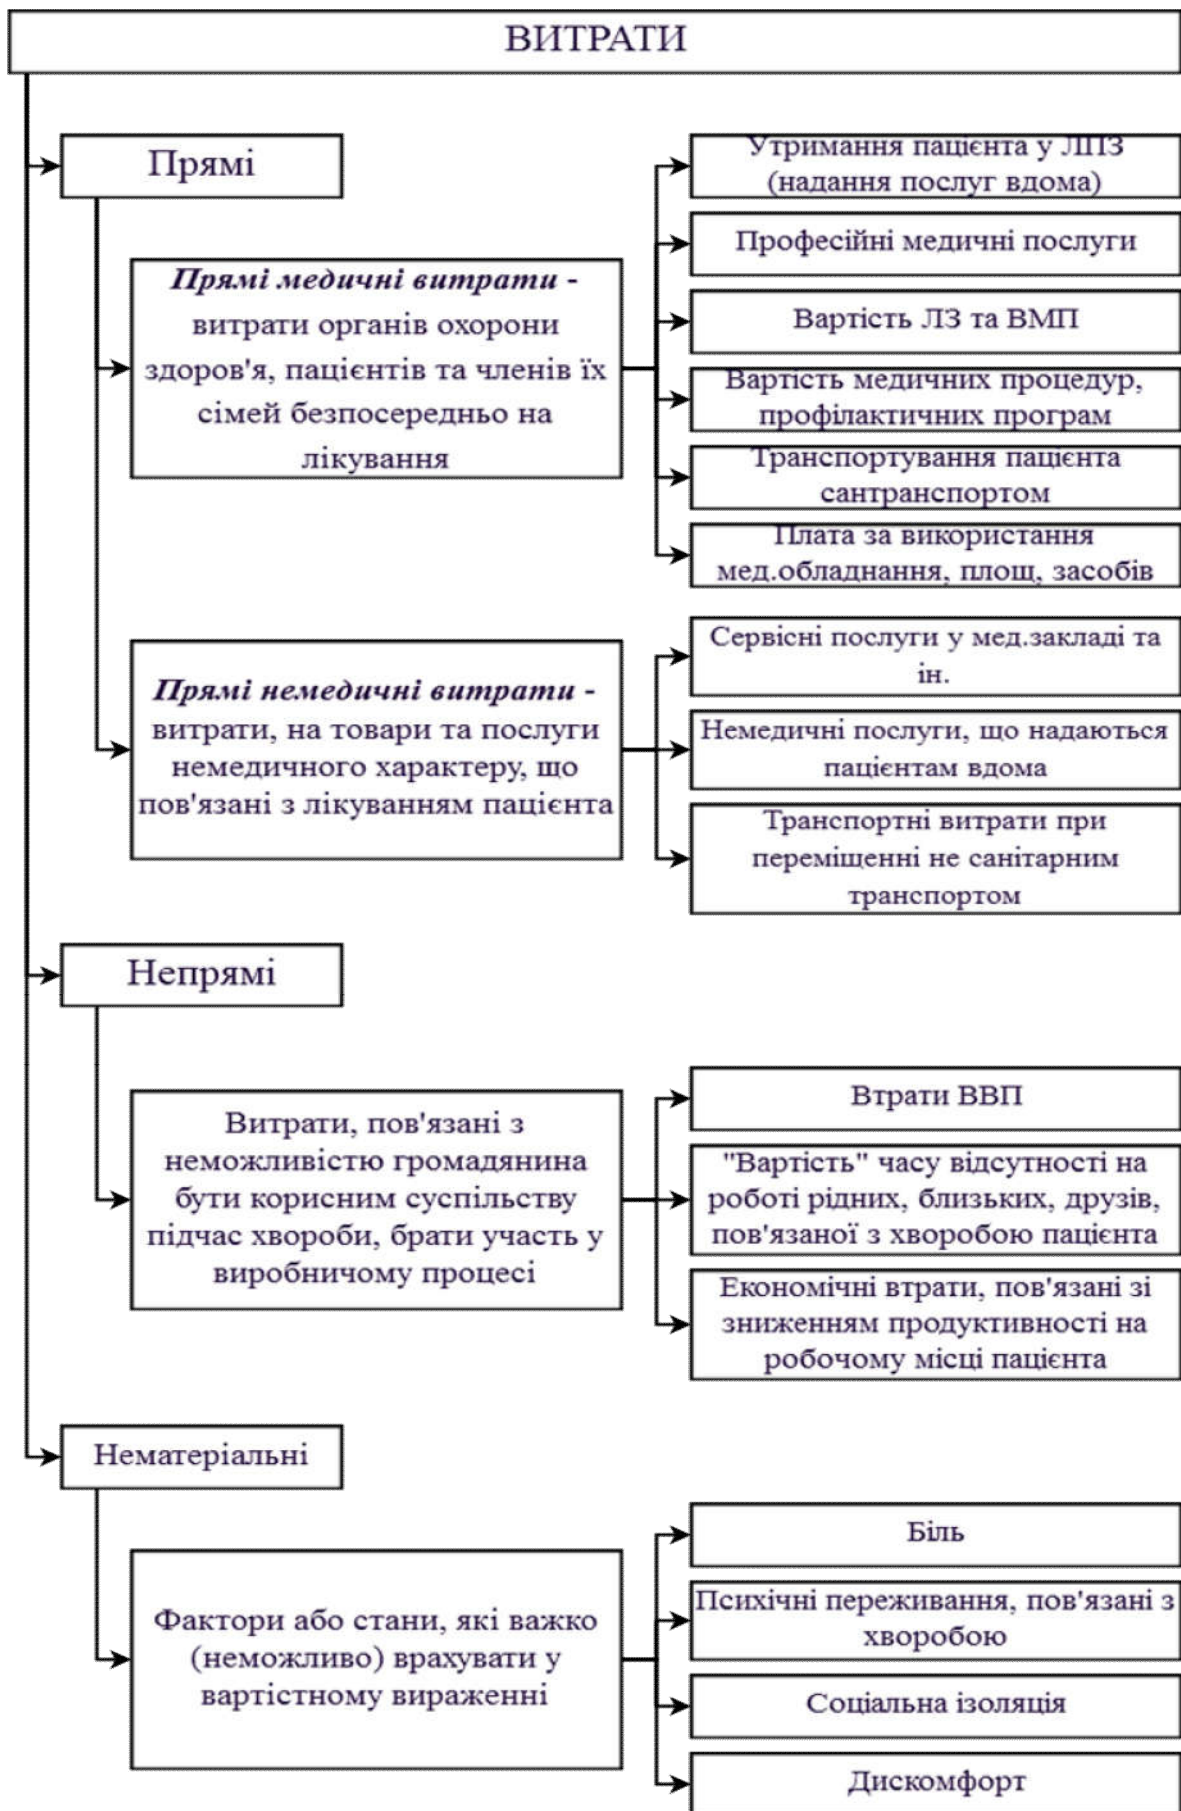 ВИТРАТИ
Прямі
Прямі медичні витрати -
витрати органів охорони
здоров'я, пацієнтів та членів їх
сімей безпосередньо на
лікування
Утримання пацієнта у ЛПЗ
(надання послуг вдома)
Професійні медичні послуги
Вартість ЛЗ та ВМП
Вартість медичних процедур,
профілактичних програм
Транспортування пацієнта
сантранспортом
Плата за використання
мед.обладнання, площ, засобів
Прямі немедичні витрати -
витрати, на товари та послуги
немедичного характеру, що
пов'язані з лікуванням пацієнта
Сервісні послуги у мед.закладі та
ін.
Немедичні послуги, що надаються
пацієнтам вдома
Транспортні витрати при
переміщенні не санітарним
транспортом
Непрямі
Витрати, пов'язані з
неможливістю громадянина
бути корисним суспільству
підчас хвороби, брати участь у
виробничому процесі
Втрати ВВП
"Вартість" часу відсутності на
роботі рідних, близьких, друзів,
пов'язаної з хворобою пацієнта
Економічні втрати, пов'язані зі
зниженням продуктивності на
робочому місці пацієнта
Нематеріальні
Фактори або стани, які важко
(неможливо) врахувати у
вартістному вираженні
Біль
Психічні переживання, пов'язані з
хворобою
Соціальна ізоляція
Дискомфорт